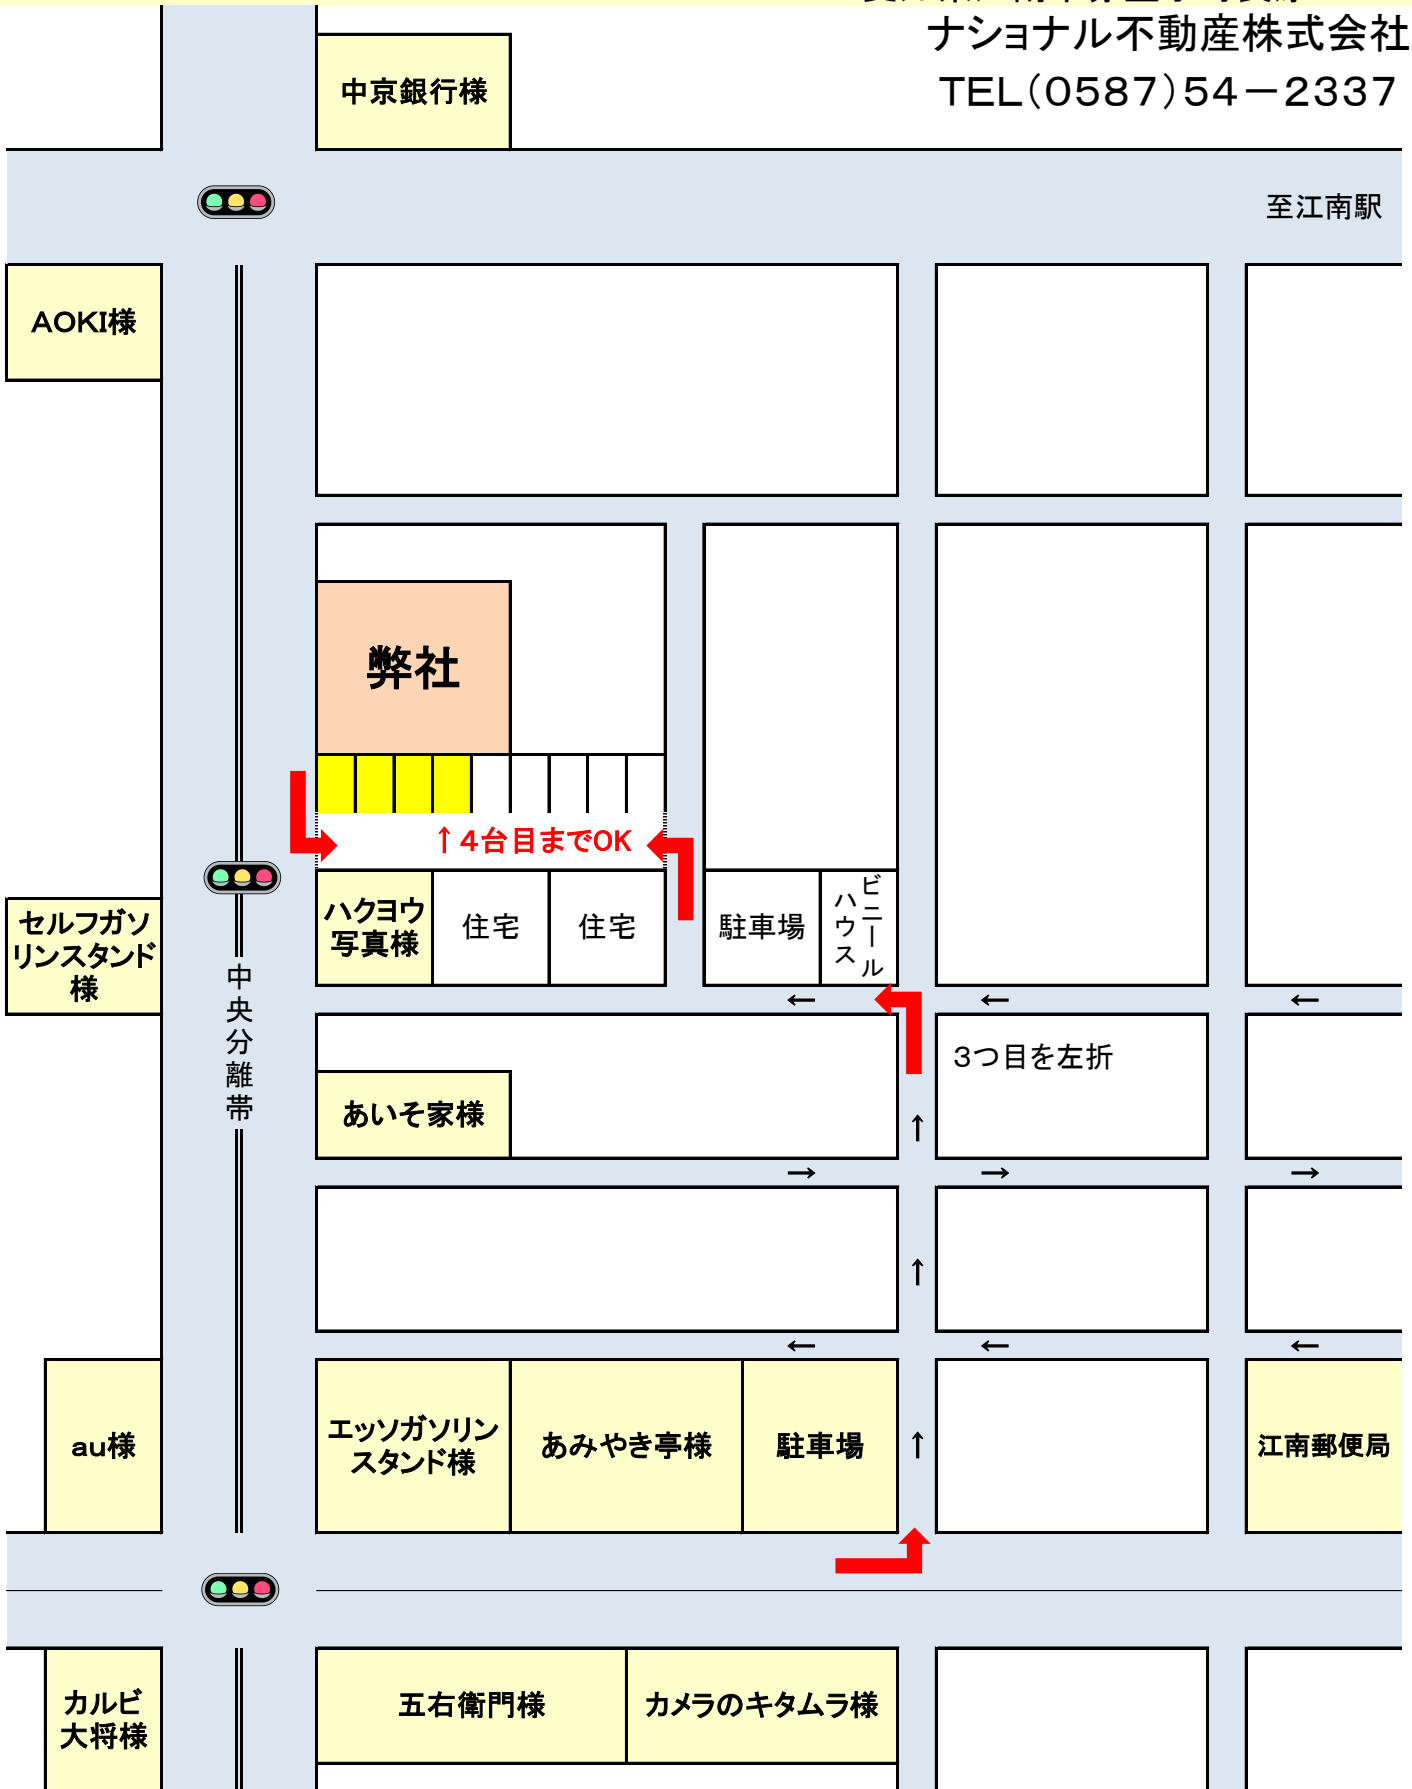 ナショナル不動産株式会社
TEL(0587)54－2337
中京銀行様
至江南駅
AOKI様
弊社
↑4台目までOK
ハクヨウ
写真様
住宅
住宅
駐車場
ビニール
ハウス
セルフガソ
リンスタンド
様
中央分離帯
←
←
←
3つ目を左折
あいそ家様
↑
→
→
→
↑
←
←
←
au様
エッソガソリン
スタンド様
あみやき亭様
駐車場
↑
江南郵便局
カルビ
大将様
五右衛門様
カメラのキタムラ様